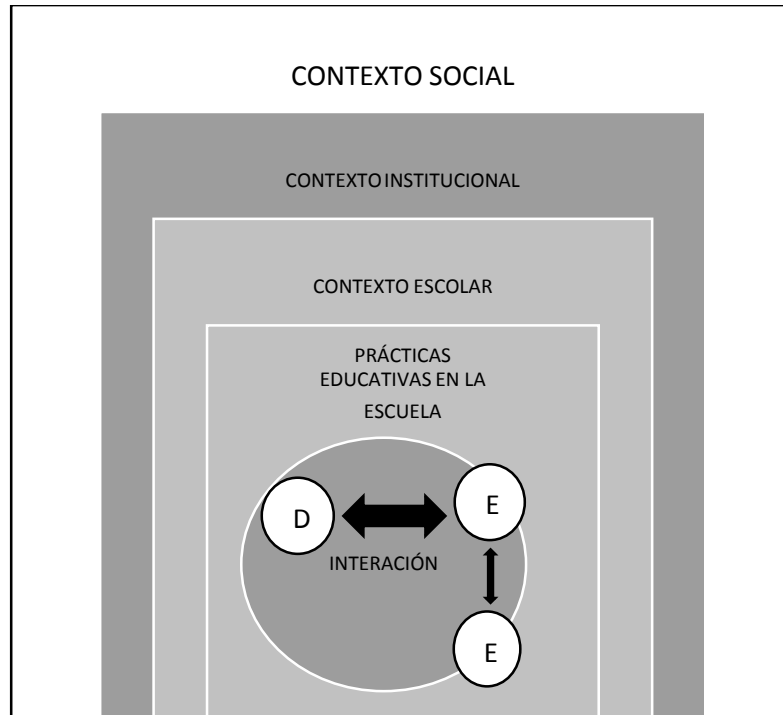 CONTEXTO SOCIAL
CONTEXTO INSTITUCIONAL
CONTEXTO ESCOLAR
PRÁCTICAS
EDUCATIVAS EN LA
ESCUELA
D
E
INTERACIÓN
E